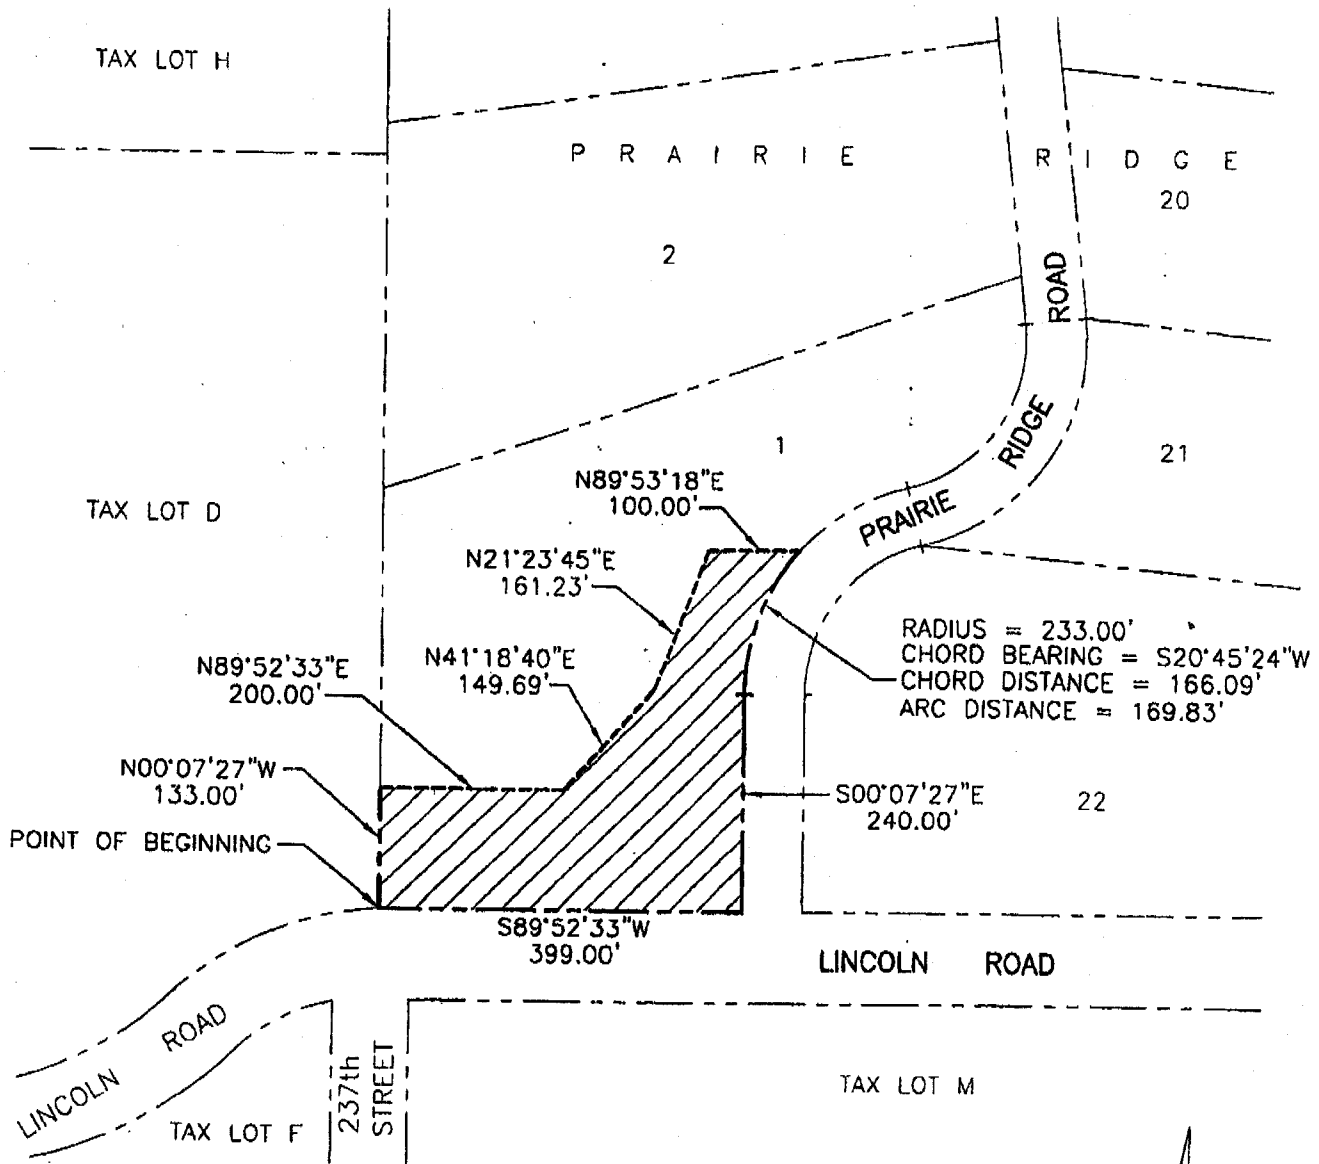 TAX LOT H
P R A I R I E R I D G E
20
2
ROAD
1
RIDGE
21
N89°53'18"E
100.00'
TAX LOT D
PRAIRIE
N21°23'45"E
161.23'
RADIUS = 233.00'
CHORD BEARING = S20°45'24"W
CHORD DISTANCE = 166.09'
ARC DISTANCE = 169.83'
N41°18'40"E
149.69'
N89°52'33"E
200.00'
N00°07'27"W
133.00'
S00°07'27"E
240.00'
22
POINT OF BEGINNING
S89°52'33"W
399.00'
LINCOLN ROAD
LINCOLN ROAD
237th
STREET
TAX LOT M
TAX LOT F